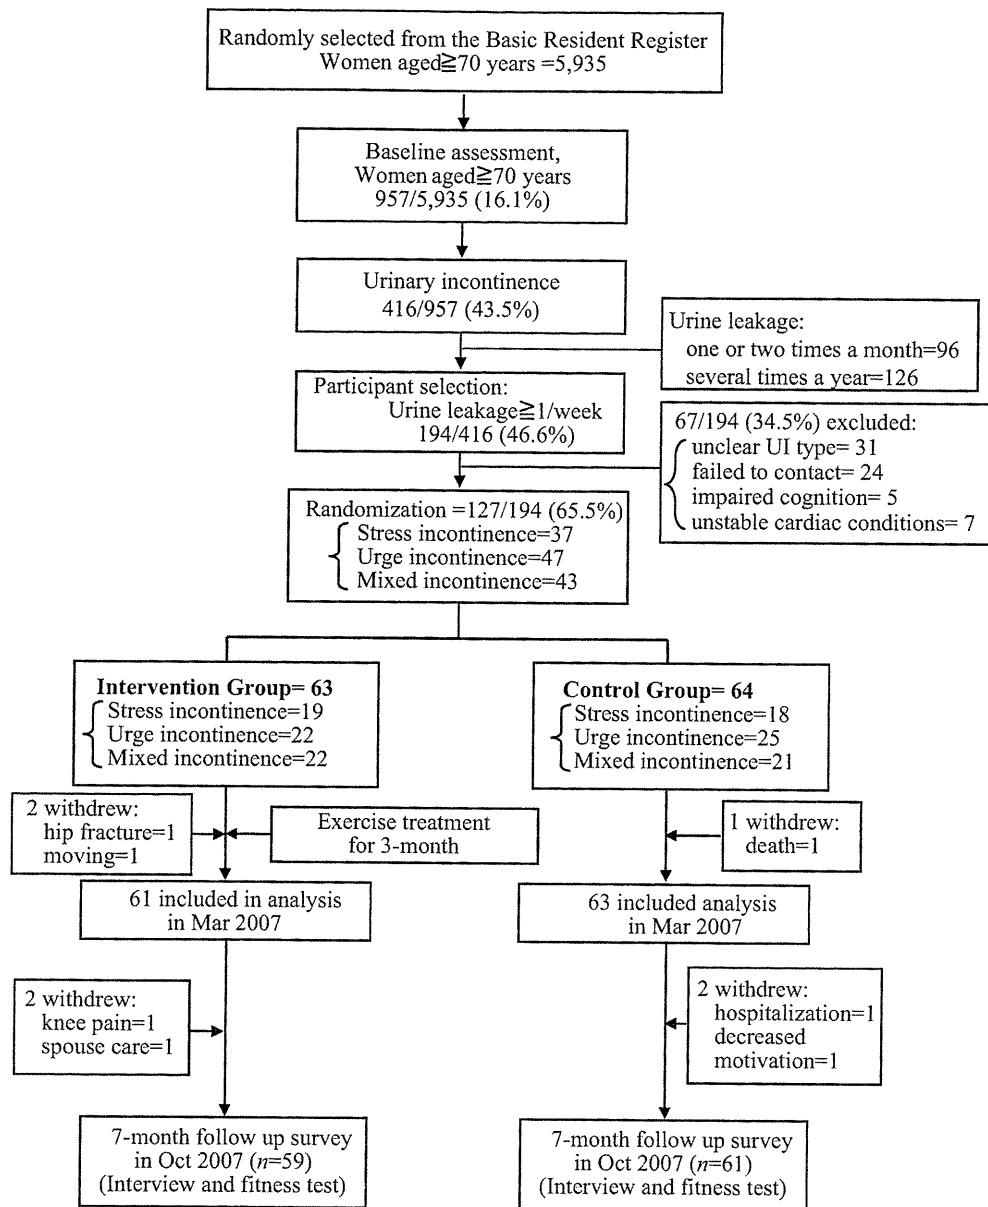 Randomly selected from the Basic Resident Register
Women aged≧70 years =5,935
Baseline assessment,
Women aged≧70 years
957/5,935 (16.1%)
Urinary incontinence
416/957 (43.5%)
Urine leakage:
one or two times a month=96
several times a year=126
Participant selection:
Urine leakage≧1/week
194/416 (46.6%)
67/194 (34.5%) excluded:
unclear UI type= 31
failed to contact= 24
impaired cognition= 5
unstable cardiac conditions= 7
Randomization =127/194 (65.5%)
Stress incontinence=37
Urge incontinence=47
Mixed incontinence=43
Intervention Group= 63
Stress incontinence=19
Urge incontinence=22
Mixed incontinence=22
Control Group= 64
Stress incontinence=18
Urge incontinence=25
Mixed incontinence=21
2 withdrew:
hip fracture=1
moving=1
Exercise treatment
for 3-month
1 withdrew:
death=1
61 included in analysis
in Mar 2007
63 included analysis
in Mar 2007
2 withdrew:
knee pain=1
spouse care=1
2 withdrew:
hospitalization=1
decreased
motivation=1
7-month follow up survey
in Oct 2007 (n=59)
(Interview and fitness test)
7-month follow up survey
in Oct 2007 (n=61)
(Interview and fitness test)